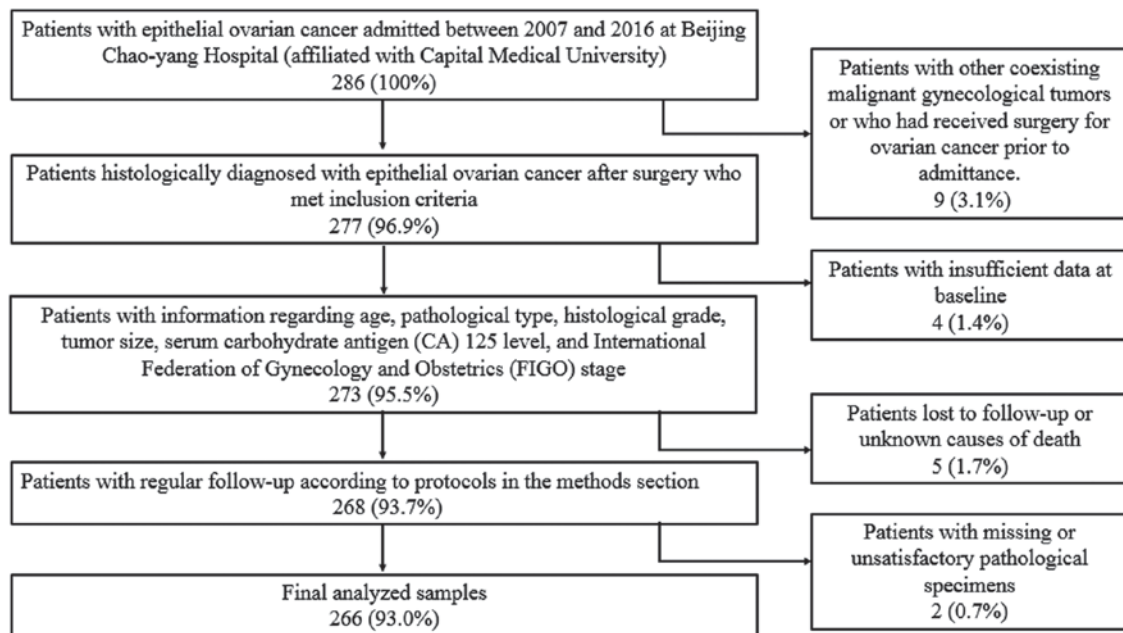 Patients with epithelial ovarian cancer admitted between 2007 and 2016 at Beijing
Chao-yang Hospital (affiliated with Capital Medical University)
286 (100%)
Patients with other coexisting
malignant gynecological tumors
or who had received surgery for
ovarian cancer prior to
admittance.
9 (3.1%)
Patients histologically diagnosed with epithelial ovarian cancer after surgery who
met inclusion criteria
277 (96.9%)
Patients with insufficient data at
baseline
4 (1.4%)
Patients with information regarding age, pathological type, histological grade,
tumor size, serum carbohydrate antigen (CA) 125 level, and International
Federation of Gynecology and Obstetrics (FIGO) stage
273 (95.5%)
Patients lost to follow-up or
unknown causes of death
5 (1.7%)
Patients with regular follow-up according to protocols in the methods section
268 (93.7%)
Patients with missing or
unsatisfactory pathological
specimens
2 (0.7%)
Final analyzed samples
266 (93.0%)